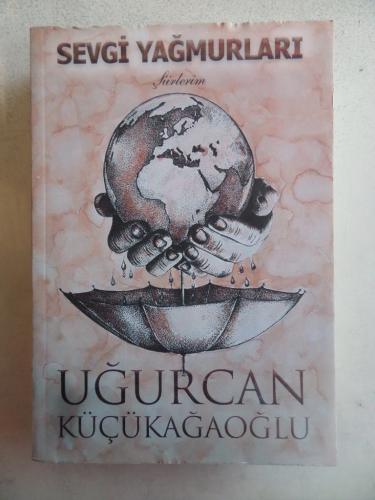 SEVGİ YAĞMURLARI
Şiirlerim
UĞURCAN
KÜÇÜKAĞAOĞLU